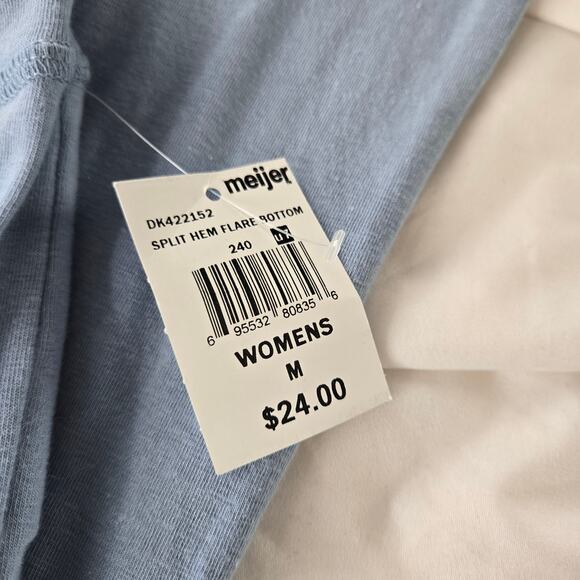 meijer
DK422152
SPLIT HEM FLARE BOTTOM
240
6 95532 80835 6
WOMENS
M
$24.00